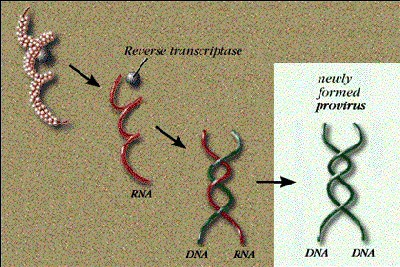 Reverse transcriptase
newly
formed
provirus
RNA
DNA RNA
DNA DNA